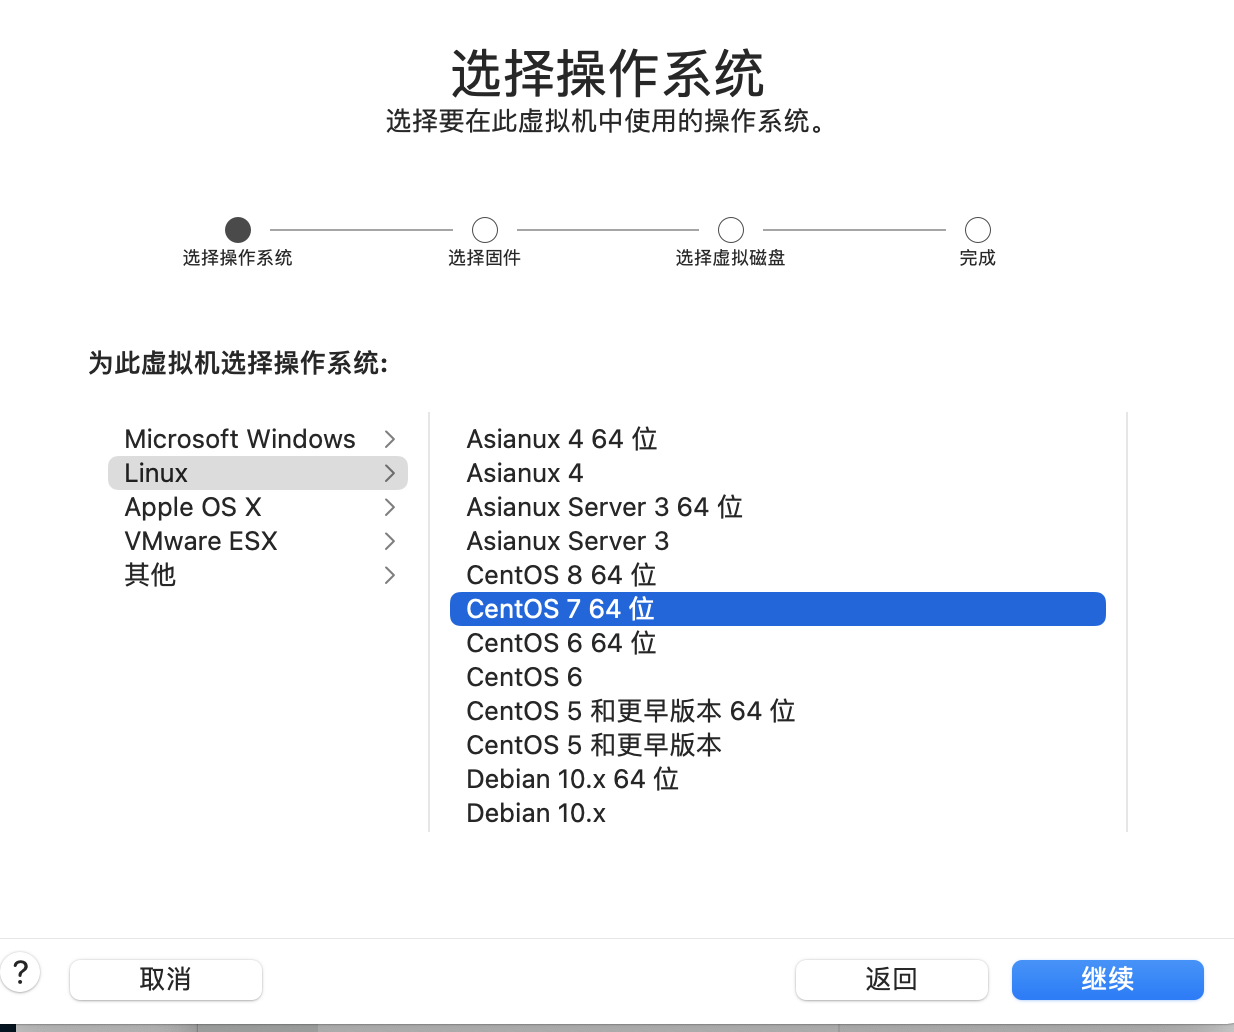 选择操作系统
选择要在此虚拟机中使用的操作系统。
选择操作系统
选择固件
选择虚拟磁盘
完成
为此虚拟机选择操作系统:
Microsoft Windows
Linux
Apple OS X
VMware ESX
其他
Asianux 4 64 位
Asianux 4
Asianux Server 3 64 位
Asianux Server 3
CentOS 8 64 位
CentOS 7 64 位
CentOS 6 64 位
CentOS 6
CentOS 5 和更早版本 64 位
CentOS 5 和更早版本
Debian 10.x 64 位
Debian 10.x
?
取消
返回
继续